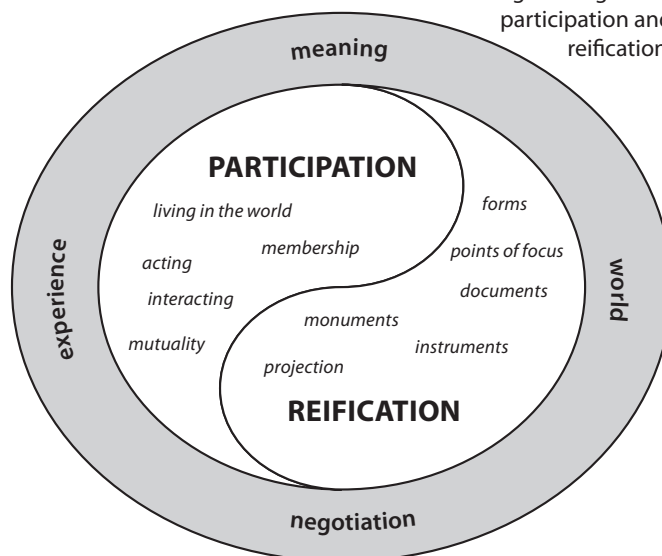 participation and
reification
meaning
PARTICIPATION
living in the world
membership
acting
interacting
mutuality
forms
points of focus
documents
monuments
instruments
projection
REIFICATION
experience
world
negotiation